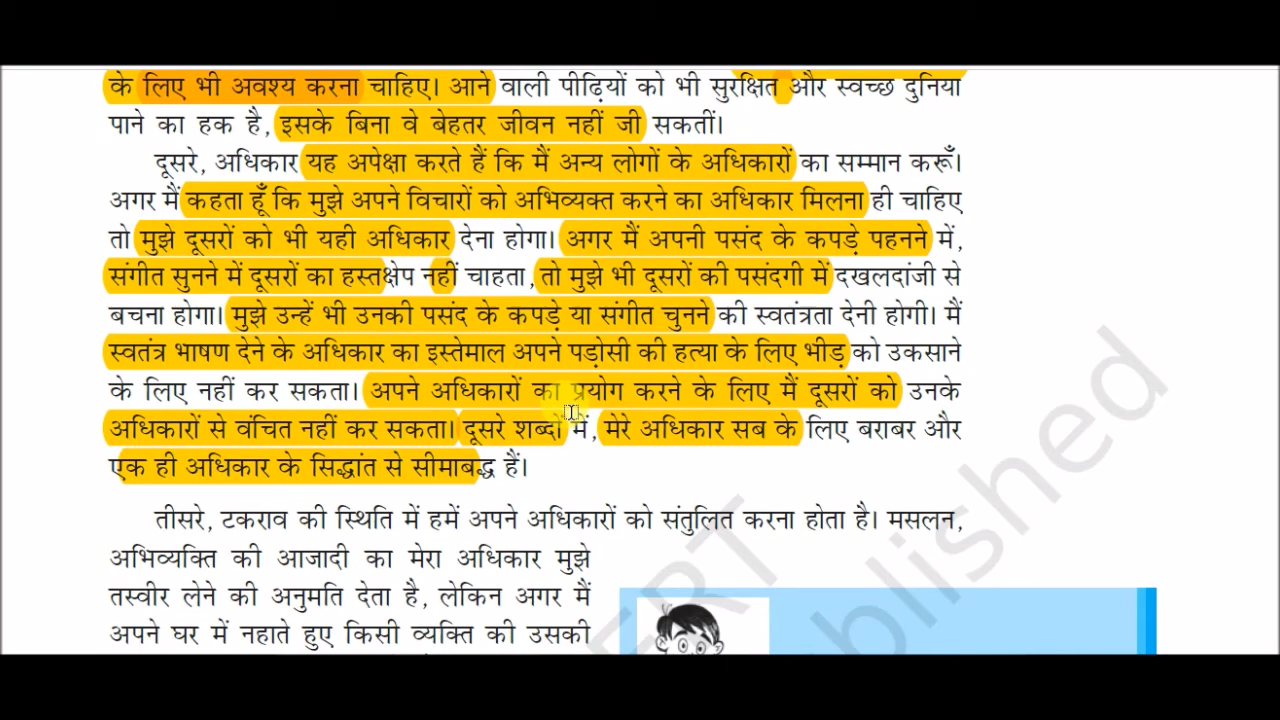 के लिए भी अवश्य करना चाहिए। आने वाली पीढ़ियों को भी सुरक्षित और स्वच्छ दुनिया
पाने का हक है, इसके बिना वे बेहतर जीवन नहीं जी सकतीं।
दूसरे, अधिकार यह अपेक्षा करते हैं कि मैं अन्य लोगों के अधिकारों का सम्मान करूँ।
अगर मैं कहता हूँ कि मुझे अपने विचारों को अभिव्यक्त करने का अधिकार मिलना ही चाहिए
तो मुझे दूसरों को भी यही अधिकार देना होगा। अगर मैं अपनी पसंद के कपड़े पहनने में,
संगीत सुनने में दूसरों का हस्तक्षेप नहीं चाहता, तो मुझे भी दूसरों की पसंदगी में दखलदांजी से
बचना होगा। मुझे उन्हें भी उनकी पसंद के कपड़े या संगीत चुनने की स्वतंत्रता देनी होगी। मैं
स्वतंत्र भाषण देने के अधिकार का इस्तेमाल अपने पड़ोसी की हत्या के लिए भीड़ को उकसाने
के लिए नहीं कर सकता। अपने अधिकारों का प्रयोग करने के लिए मैं दूसरों को उनके
अधिकारों से वंचित नहीं कर सकता। दूसरे शब्दों में, मेरे अधिकार सब के लिए बराबर और
एक ही अधिकार के सिद्धांत से सीमाबद्ध हैं।
तीसरे, टकराव की स्थिति में हमें अपने अधिकारों को संतुलित करना होता है। मसलन,
अभिव्यक्ति की आजादी का मेरा अधिकार मुझे
तस्वीर लेने की अनुमति देता है, लेकिन अगर मैं
अपने घर में नहाते हुए किसी व्यक्ति की उसकी